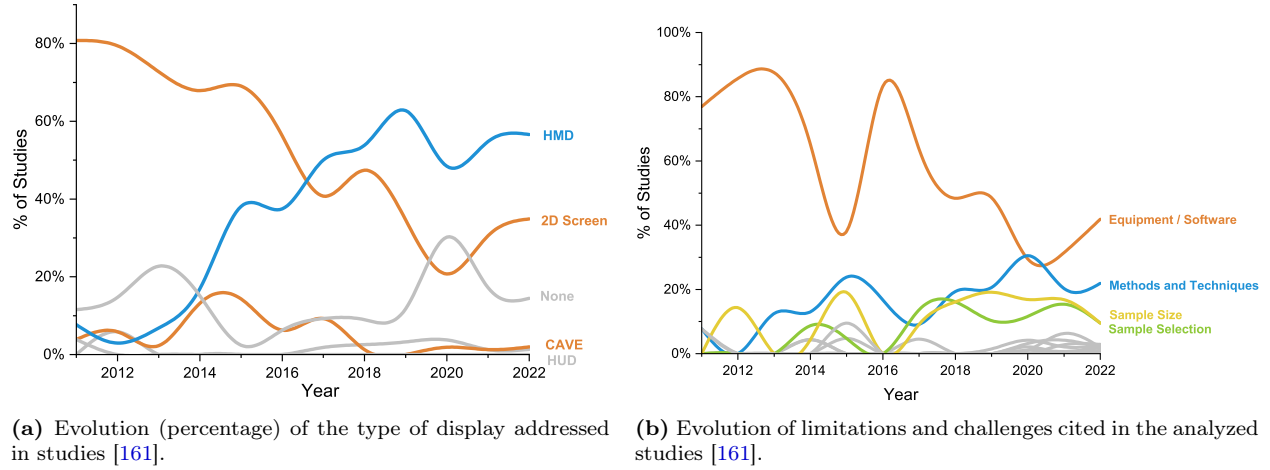 % of Studies
80%
60%
40%
20%
0%
2012
2014
2016
2018
2020
2022
Year
HMD
2D Screen
None
CAVE
HUD
(a) Evolution (percentage) of the type of display addressed
in studies [161].
% of Studies
100%
80%
60%
40%
20%
0%
2012
2014
2016
2018
2020
2022
Year
Equipment / Software
Methods and Techniques
Sample Size
Sample Selection
(b) Evolution of limitations and challenges cited in the analyzed
studies [161].